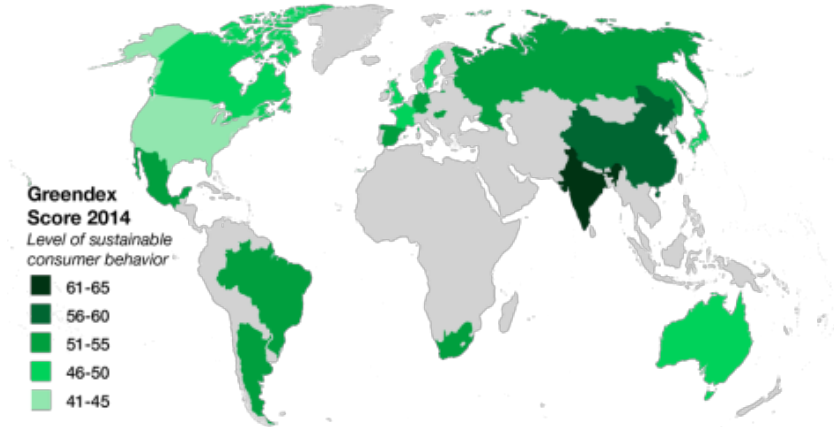 Greendex
Score 2014
Level of sustainable
consumer behavior
61-65
56-60
51-55
46-50
41-45